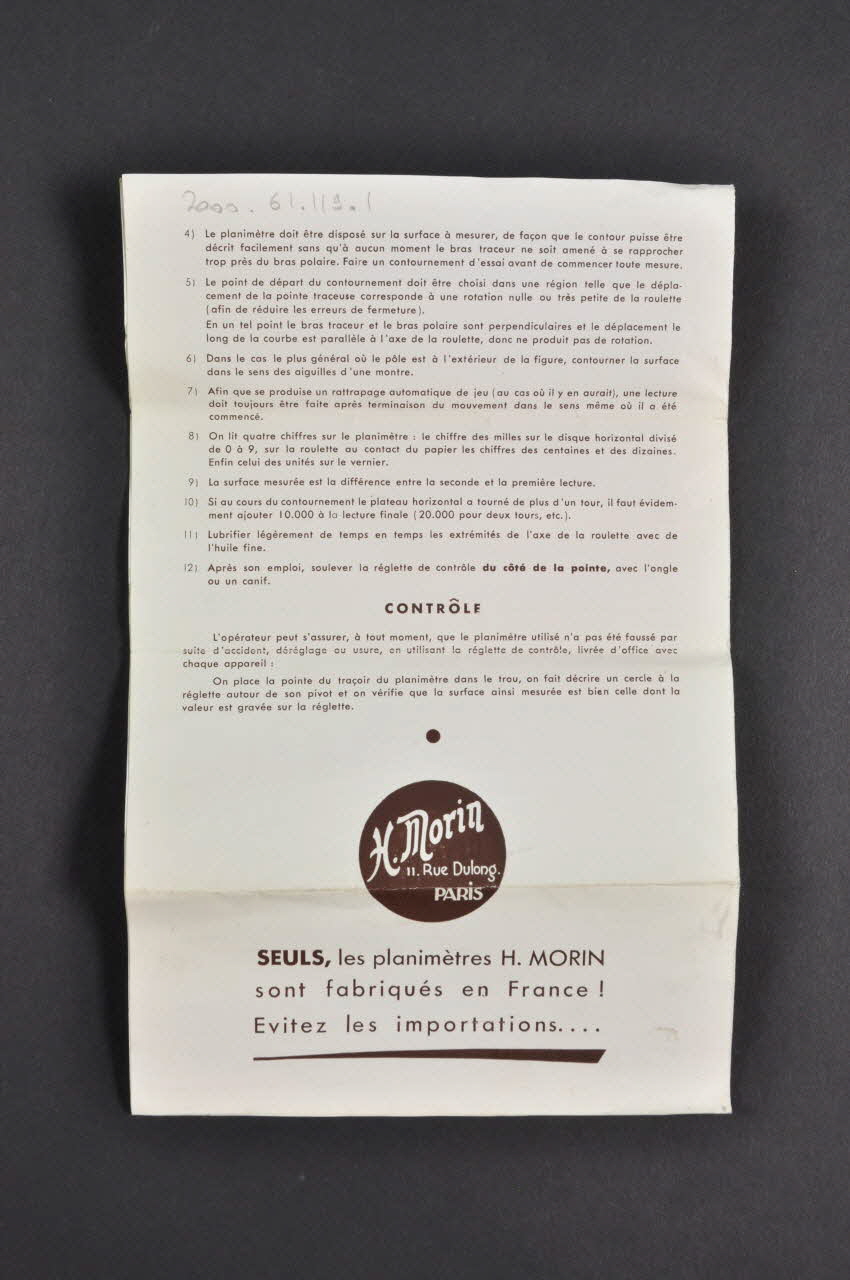 2000.61.119.1
4) Le planimètre doit être disposé sur la surface à mesurer, de façon que le contour puisse être
décrit facilement sans qu'à aucun moment le bras traceur ne soit amené à se rapprocher
trop près du bras polaire. Faire un contournement d'essai avant de commencer toute mesure.
5) Le point de départ du contournement doit être choisi dans une région telle que le dépla-
cement de la pointe traceuse corresponde à une rotation nulle ou très petite de la roulette
(afin de réduire les erreurs de fermeture).
En un tel point le bras traceur et le bras polaire sont perpendiculaires et le déplacement le
long de la courbe est parallèle à l'axe de la roulette, donc ne produit pas de rotation.
6) Dans le cas le plus général où le pôle est à l'extérieur de la figure, contourner la surface
dans le sens des aiguilles d'une montre.
7) Afin que se produise un rattrapage automatique de jeu (au cas où il y en aurait), une lecture
doit toujours être faite après terminaison du mouvement dans le sens même où il a été
commencé.
8) On lit quatre chiffres sur le planimètre : le chiffre des milles sur le disque horizontal divisé
de 0 à 9, sur la roulette au contact du papier les chiffres des centaines et des dizaines.
Enfin celui des unités sur le vernier.
9) La surface mesurée est la différence entre la seconde et la première lecture.
10) Si au cours du contournement le plateau horizontal a tourné de plus d'un tour, il faut évidem-
ment ajouter 10.000 à la lecture finale (20.000 pour deux tours, etc.).
11) Lubrifier légèrement de temps en temps les extrémités de l'axe de la roulette avec de
l'huile fine.
12) Après son emploi, soulever la réglette de contrôle du côté de la pointe, avec l'ongle
ou un canif.
CONTRÔLE
L'opérateur peut s'assurer, à tout moment, que le planimètre utilisé n'a pas été faussé par
suite d'accident, déréglage ou usure, en utilisant la réglette de contrôle, livrée d'office avec
chaque appareil :
On place la pointe du traçoir du planimètre dans le trou, on fait décrire un cercle à la
réglette autour de son pivot et on vérifie que la surface ainsi mesurée est bien celle dont la
valeur est gravée sur la réglette.
H. Morin
11. Rue Dulong.
PARIS
SEULS, les planimètres H. MORIN
sont fabriqués en France !
Evitez les importations....